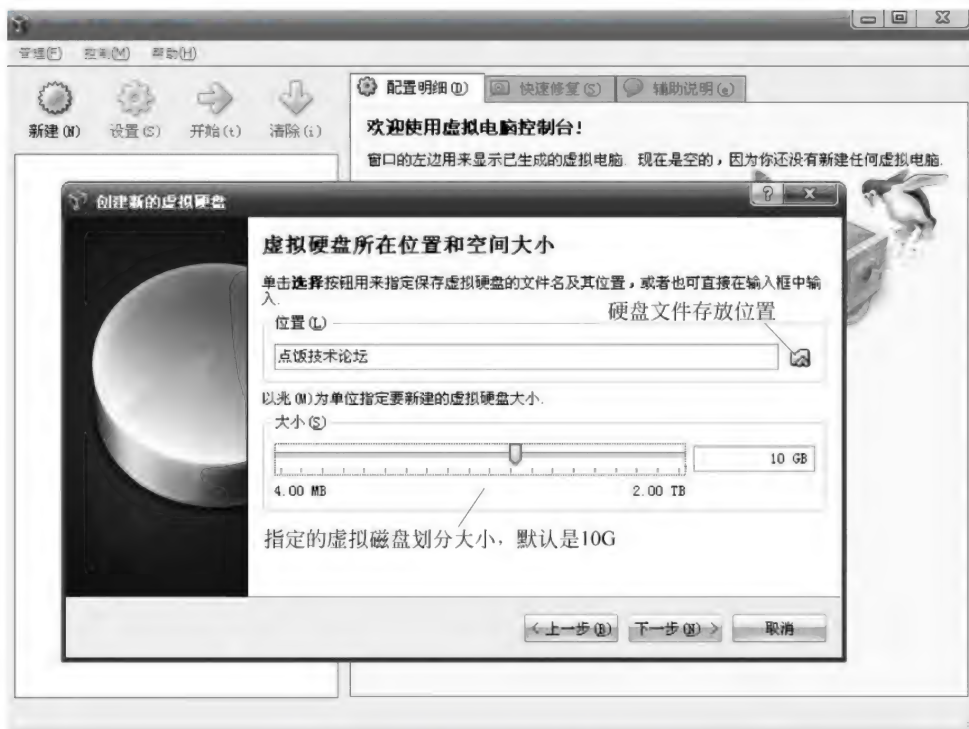 管理(F) 控制(M) 帮助(H)
新建(N) 设置(S) 开始(t) 清除(i)
配置明细(D) 快速修复(S) 辅助说明(e)
欢迎使用虚拟电脑控制台!
窗口的左边用来显示已生成的虚拟电脑. 现在是空的,因为你还没有新建任何虚拟电脑.
创建新的虚拟硬盘
虚拟硬盘所在位置和空间大小
单击选择按钮用来指定保存虚拟硬盘的文件名及其位置,或者也可直接在输入框中输
入.
硬盘文件存放位置
位置(L)
点饭技术论坛
以兆(M)为单位指定要新建的虚拟硬盘大小.
大小(S)
10 GB
4.00 MB 2.00 TB
指定的虚拟磁盘划分大小,默认是10G
<上一步(B) 下一步(N)> 取消